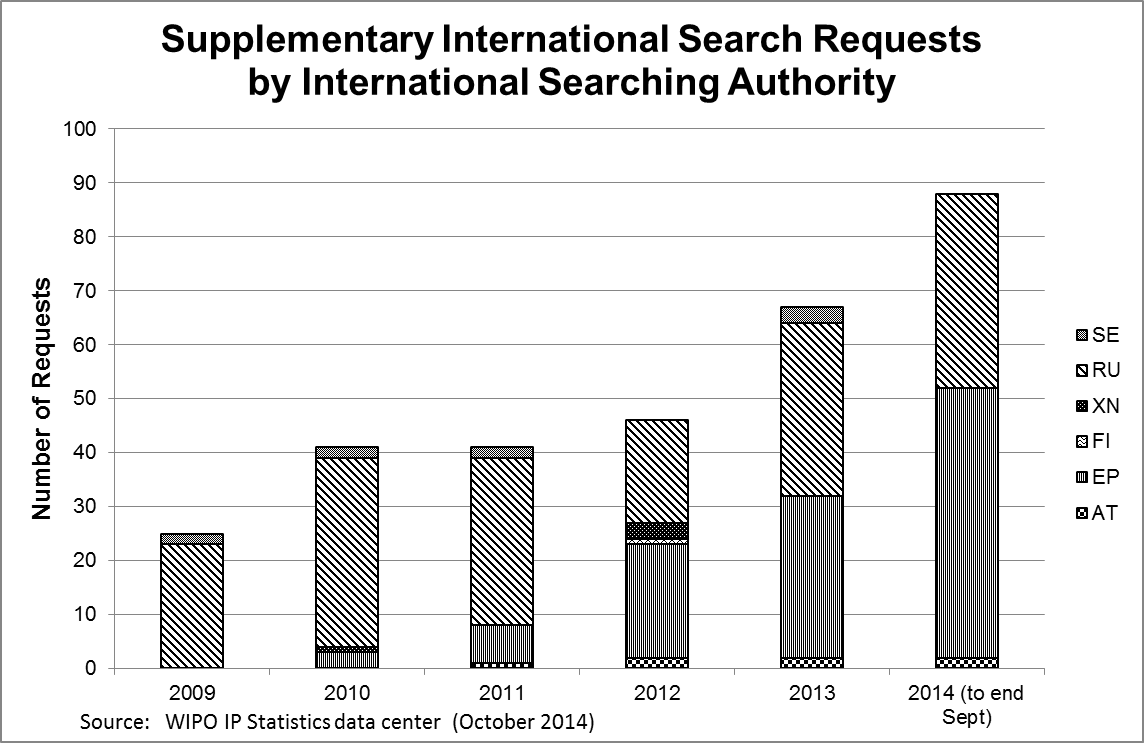 Supplementary International Search Requests
by International Searching Authority
100
90
80
70
60
50
40
30
20
10
0
Number of Requests
2009
2010
2011
2012
2013
2014 (to end
Sept)
SE
RU
XN
FI
EP
AT
Source: WIPO IP Statistics data center (October 2014)